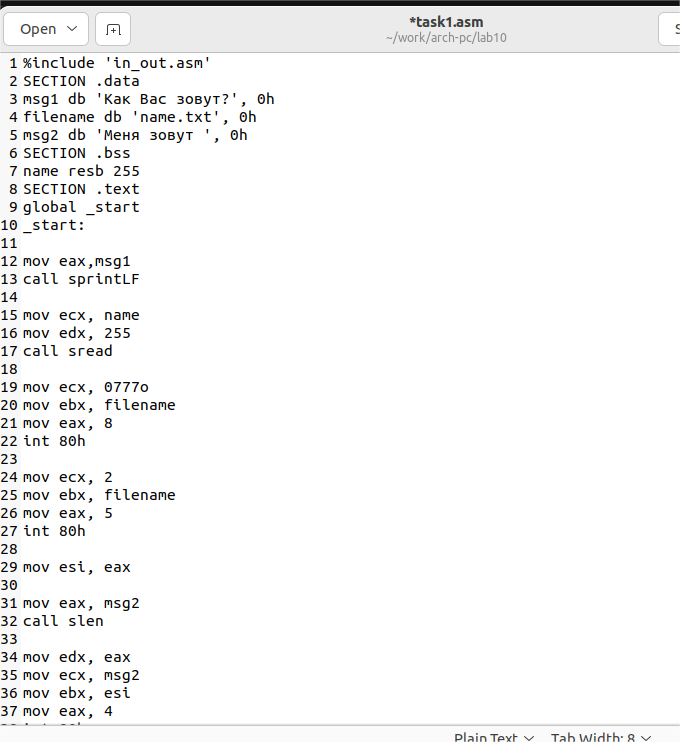 Open
*task1.asm
~/work/arch-pc/lab10
1 %include 'in_out.asm'
2 SECTION .data
3 msg1 db 'Как Вас зовут?', 0h
4 filename db 'name.txt', 0h
5 msg2 db 'Меня зовут ', 0h
6 SECTION .bss
7 name resb 255
8 SECTION .text
9 global _start
10 _start:
11
12 mov eax,msg1
13 call sprintLF
14
15 mov ecx, name
16 mov edx, 255
17 call sread
18
19 mov ecx, 0777o
20 mov ebx, filename
21 mov eax, 8
22 int 80h
23
24 mov ecx, 2
25 mov ebx, filename
26 mov eax, 5
27 int 80h
28
29 mov esi, eax
30
31 mov eax, msg2
32 call slen
33
34 mov edx, eax
35 mov ecx, msg2
36 mov ebx, esi
37 mov eax, 4
Plain Text Tab Width: 8